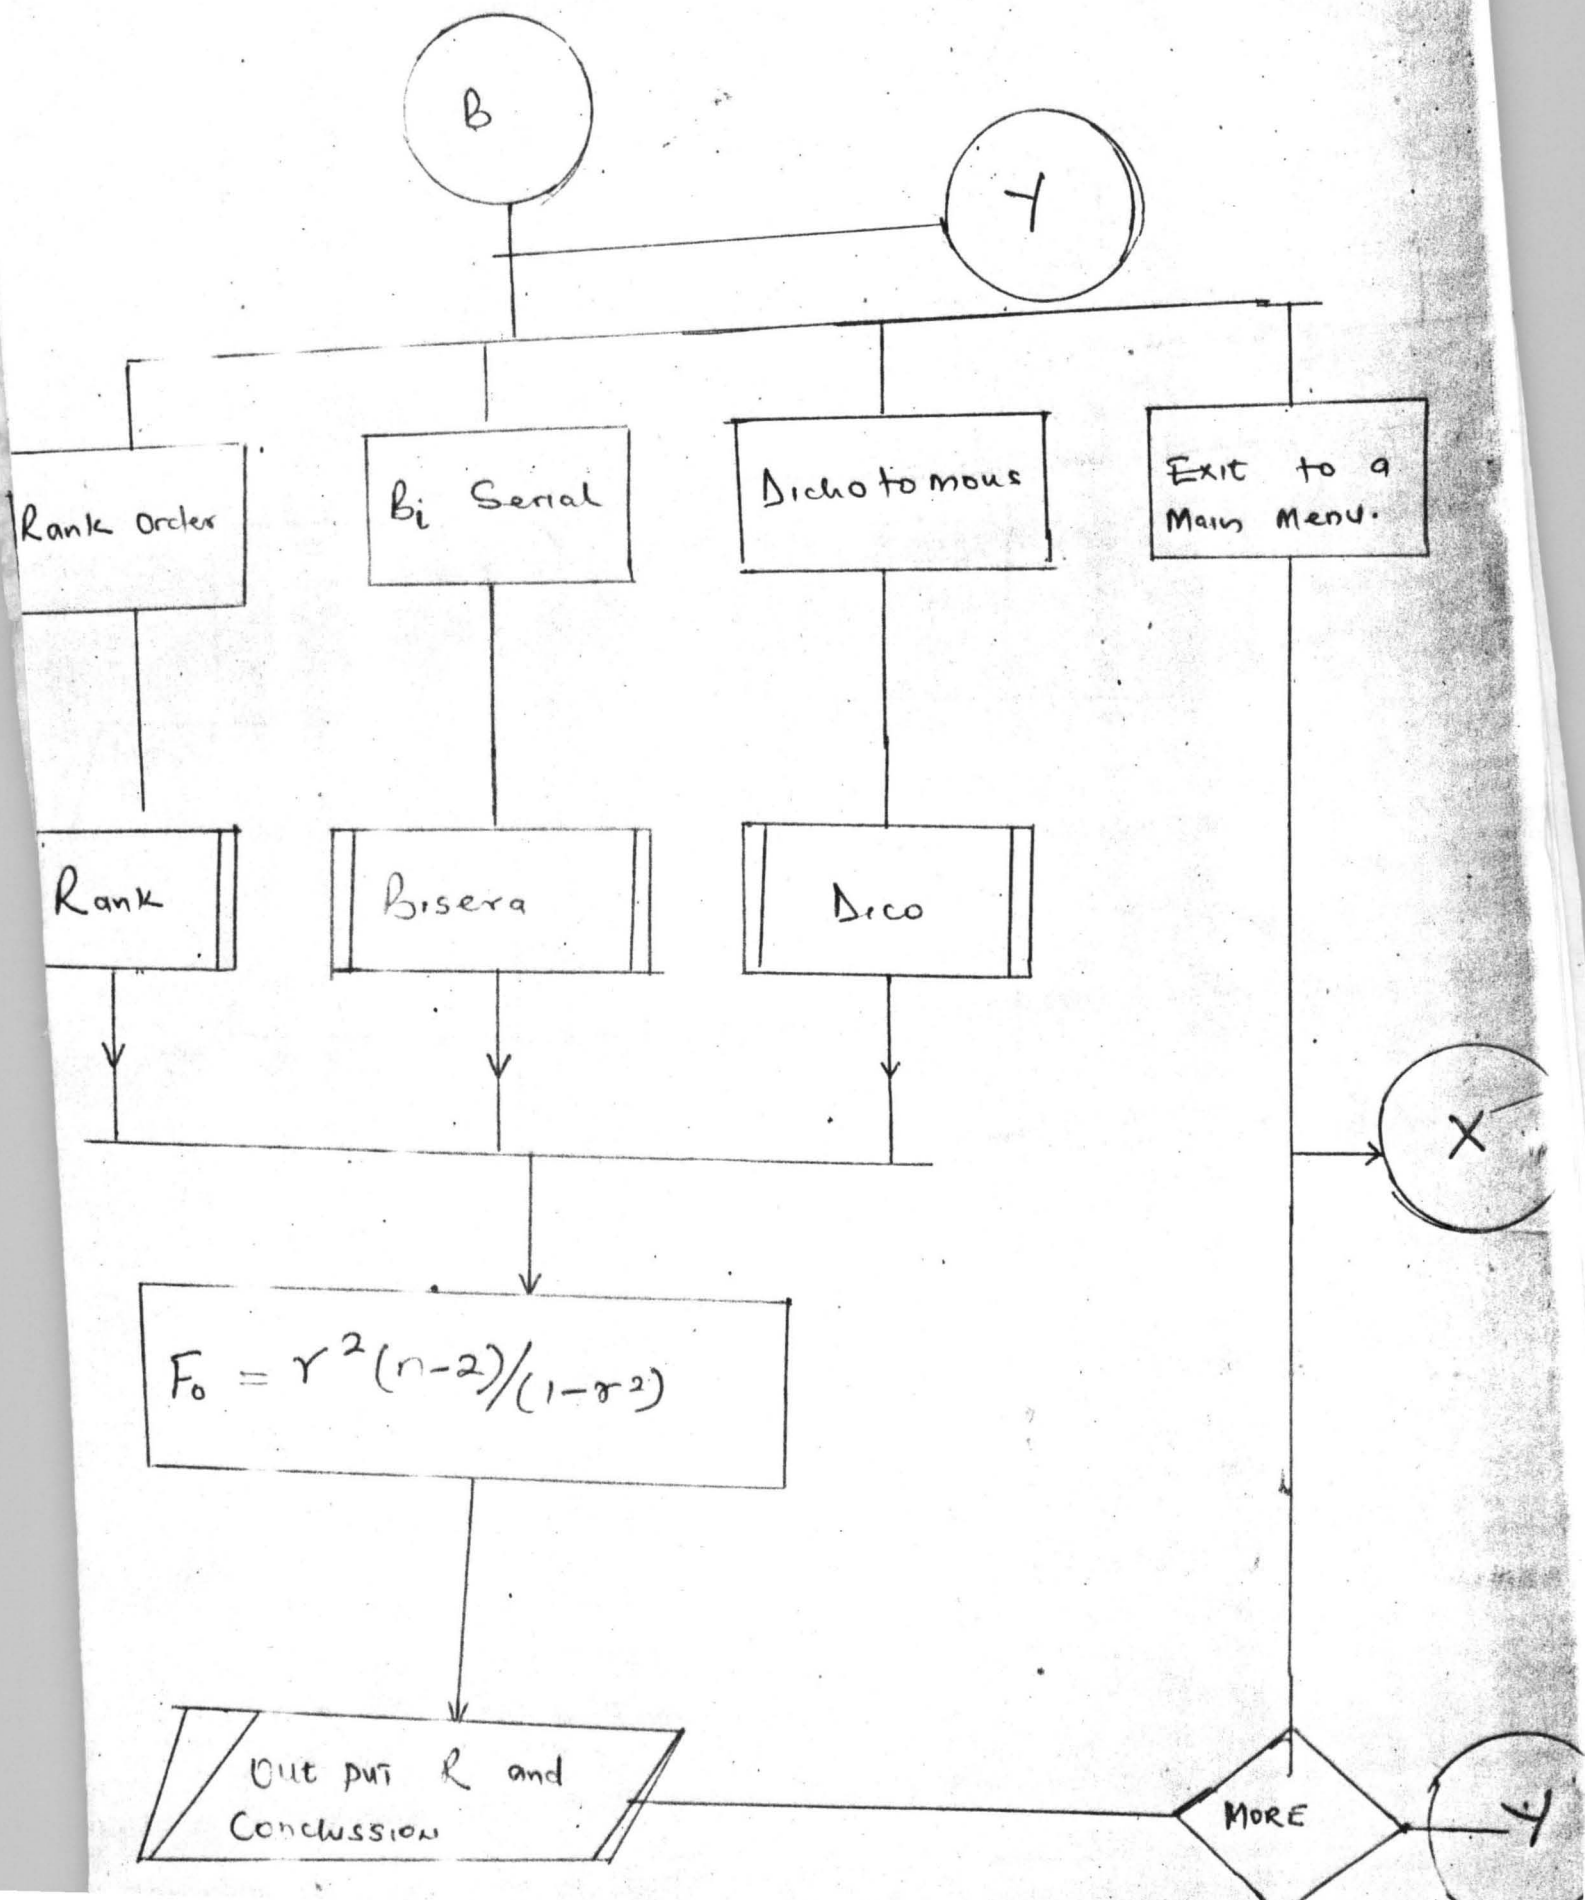 B
Y
Rank Order
Bi Serial
Dichotomous
Exit to a
Main Menu.
Rank
Bisera
Dico
X
F₀ = r²(n-2)/(1-r²)
Out put R and
Conclussion
MORE
Y